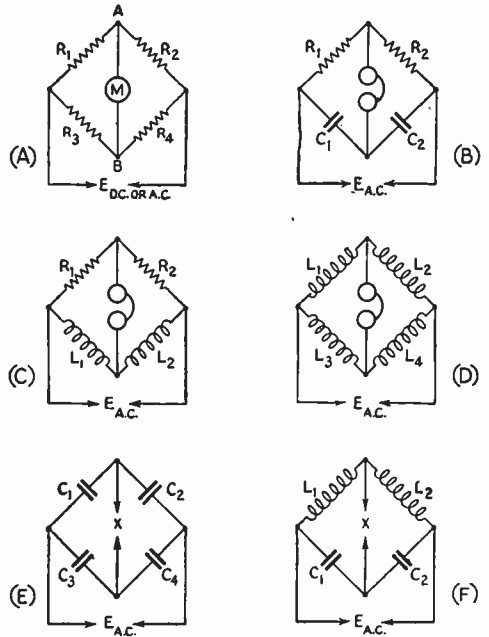 A
R1 R2
M
R3 R4
B
(A)
E D.C. OR A.C.
R1 R2
C1 C2
(B)
E A.C.
R1 R2
L1 L2
(C)
E A.C.
L1 L2
L3 L4
(D)
E A.C.
C1 C2
X
C3 C4
(E)
E A.C.
L1 L2
X
C1 C2
(F)
E A.C.